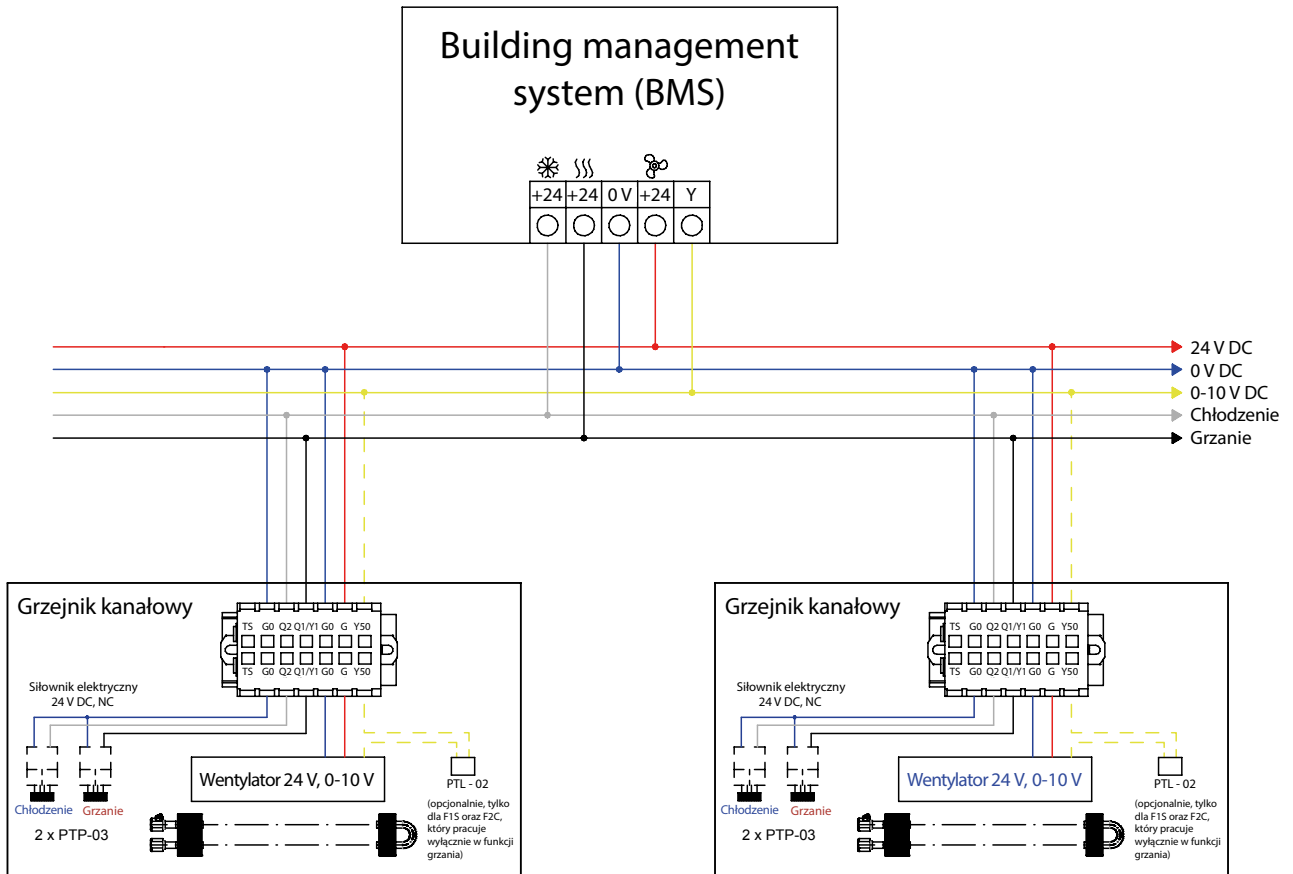 Building management
system (BMS)
+24 +24 0 V +24 Y
24 V DC
0 V DC
0-10 V DC
Chłodzenie
Grzanie
Grzejnik kanałowy
TS G0 Q2 Q1/Y1 G0 G Y50
TS G0 Q2 Q1/Y1 G0 G Y50
Siłownik elektryczny
24 V DC, NC
Wentylator 24 V, 0-10 V
PTL - 02
Chłodzenie Grzanie
2 x PTP-03
(opcjonalnie, tylko
dla F1S oraz F2C,
który pracuje
wyłącznie w funkcji
grzania)
Grzejnik kanałowy
TS G0 Q2 Q1/Y1 G0 G Y50
TS G0 Q2 Q1/Y1 G0 G Y50
Siłownik elektryczny
24 V DC, NC
Wentylator 24 V, 0-10 V
PTL - 02
Chłodzenie Grzanie
2 x PTP-03
(opcjonalnie, tylko
dla F1S oraz F2C,
który pracuje
wyłącznie w funkcji
grzania)